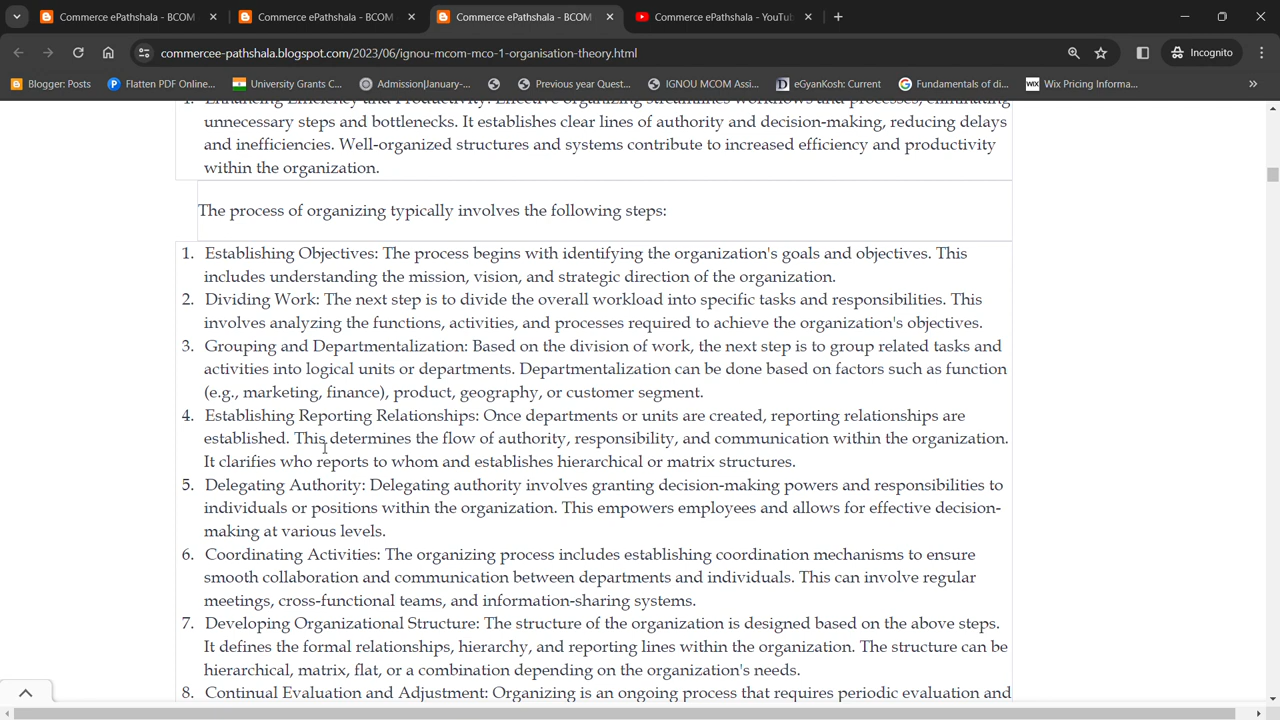 Commerce ePathshala - BCOM
Commerce ePathshala - BCOM
Commerce ePathshala - BCOM
Commerce ePathshala - YouTu
commercee-pathshala.blogspot.com/2023/06/ignou-mcom-mco-1-organisation-theory.html
Incognito
Blogger: Posts
Flatten PDF Online...
University Grants C...
AdmissionJanuary-...
Previous year Quest...
IGNOU MCOM Assi...
eGyanKosh: Current
Fundamentals of di...
WIX Wix Pricing Informa...
4. Enhancing Efficiency and Productivity: Effective organizing streamlines workflows and processes, eliminating
unnecessary steps and bottlenecks. It establishes clear lines of authority and decision-making, reducing delays
and inefficiencies. Well-organized structures and systems contribute to increased efficiency and productivity
within the organization.
The process of organizing typically involves the following steps:
1. Establishing Objectives: The process begins with identifying the organization's goals and objectives. This
includes understanding the mission, vision, and strategic direction of the organization.
2. Dividing Work: The next step is to divide the overall workload into specific tasks and responsibilities. This
involves analyzing the functions, activities, and processes required to achieve the organization's objectives.
3. Grouping and Departmentalization: Based on the division of work, the next step is to group related tasks and
activities into logical units or departments. Departmentalization can be done based on factors such as function
(e.g., marketing, finance), product, geography, or customer segment.
4. Establishing Reporting Relationships: Once departments or units are created, reporting relationships are
established. This determines the flow of authority, responsibility, and communication within the organization.
It clarifies who reports to whom and establishes hierarchical or matrix structures.
5. Delegating Authority: Delegating authority involves granting decision-making powers and responsibilities to
individuals or positions within the organization. This empowers employees and allows for effective decision-
making at various levels.
6. Coordinating Activities: The organizing process includes establishing coordination mechanisms to ensure
smooth collaboration and communication between departments and individuals. This can involve regular
meetings, cross-functional teams, and information-sharing systems.
7. Developing Organizational Structure: The structure of the organization is designed based on the above steps.
It defines the formal relationships, hierarchy, and reporting lines within the organization. The structure can be
hierarchical, matrix, flat, or a combination depending on the organization's needs.
8. Continual Evaluation and Adjustment: Organizing is an ongoing process that requires periodic evaluation and